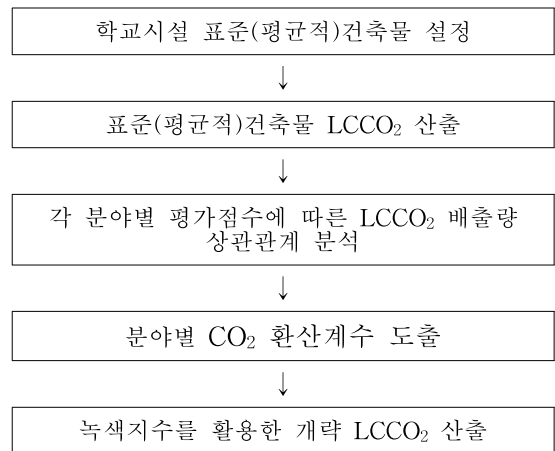 학교시설 표준(평균적)건축물 설정
↓
표준(평균적)건축물 LCCO₂ 산출
↓
각 분야별 평가점수에 따른 LCCO₂ 배출량
상관관계 분석
↓
분야별 CO₂ 환산계수 도출
↓
녹색지수를 활용한 개략 LCCO₂ 산출